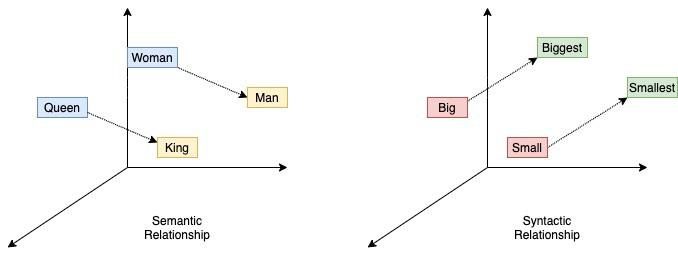 Woman
Man
Queen
King
Semantic
Relationship
Biggest
Smallest
Big
Small
Syntactic
Relationship